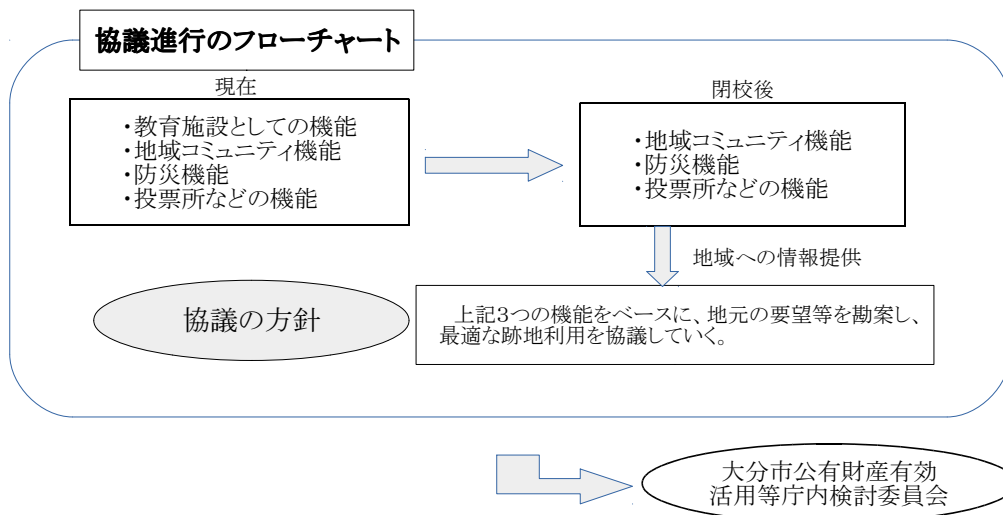 協議進行のフローチャート
現在
・教育施設としての機能
・地域コミュニティ機能
・防災機能
・投票所などの機能
閉校後
・地域コミュニティ機能
・防災機能
・投票所などの機能
地域への情報提供
協議の方針
上記3つの機能をベースに、地元の要望等を勘案し、
最適な跡地利用を協議していく。
大分市公有財産有効
活用等庁内検討委員会